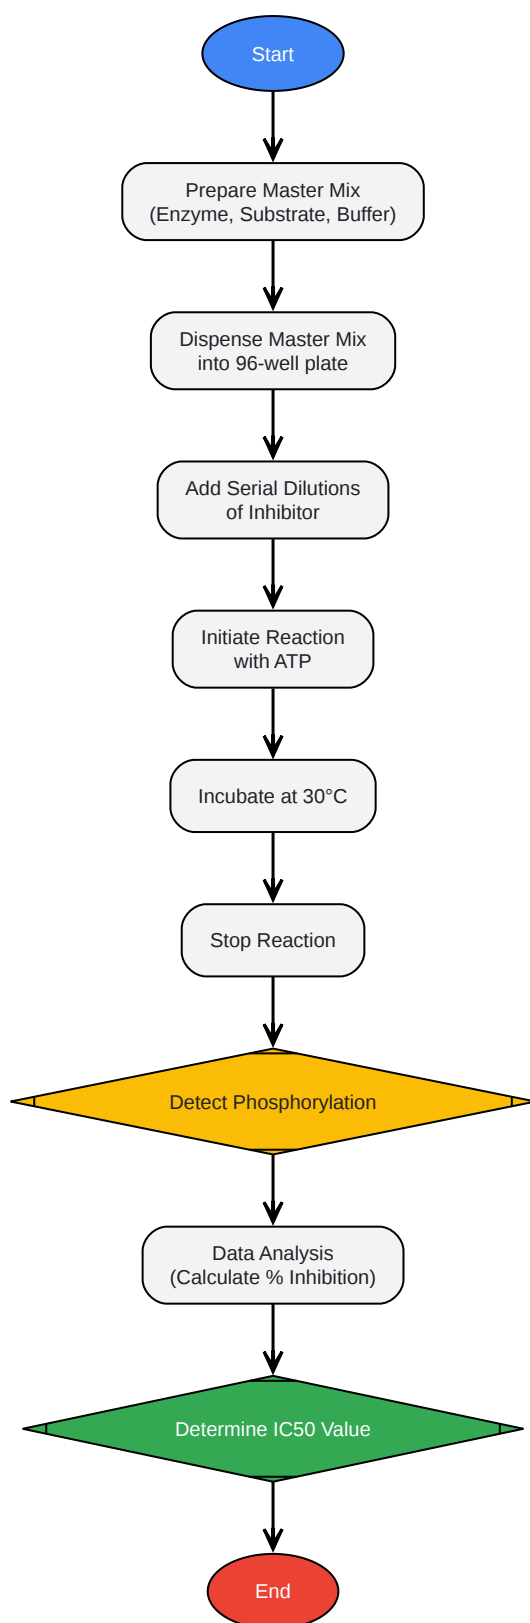 Start
Prepare Master Mix
(Enzyme, Substrate, Buffer)
Dispense Master Mix
into 96-well plate
Add Serial Dilutions
of Inhibitor
Initiate Reaction
with ATP
Incubate at 30°C
Stop Reaction
Detect Phosphorylation
Data Analysis
(Calculate % Inhibition)
Determine IC50 Value
End